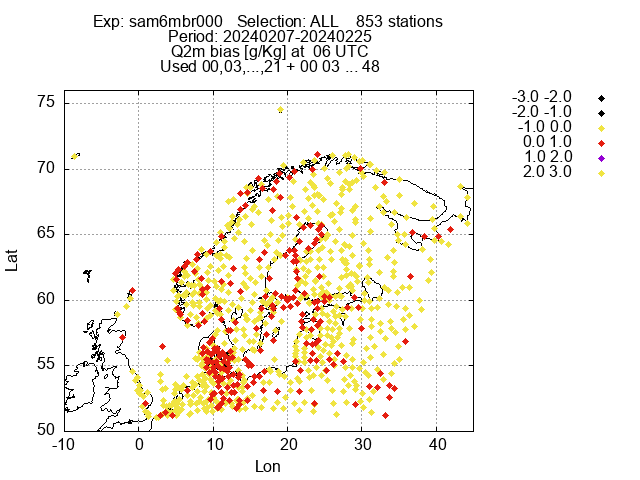 Exp: sam6mbr000 Selection: ALL 853 stations
Period: 20240207-20240225
Q2m bias [g/Kg] at 06 UTC
Used 00,03,...,21 + 00 03 ... 48
-3.0 -2.0
-2.0 -1.0
-1.0 0.0
0.0 1.0
1.0 2.0
2.0 3.0
75
70
65
60
55
50
Lat
-10 0 10 20 30 40
Lon